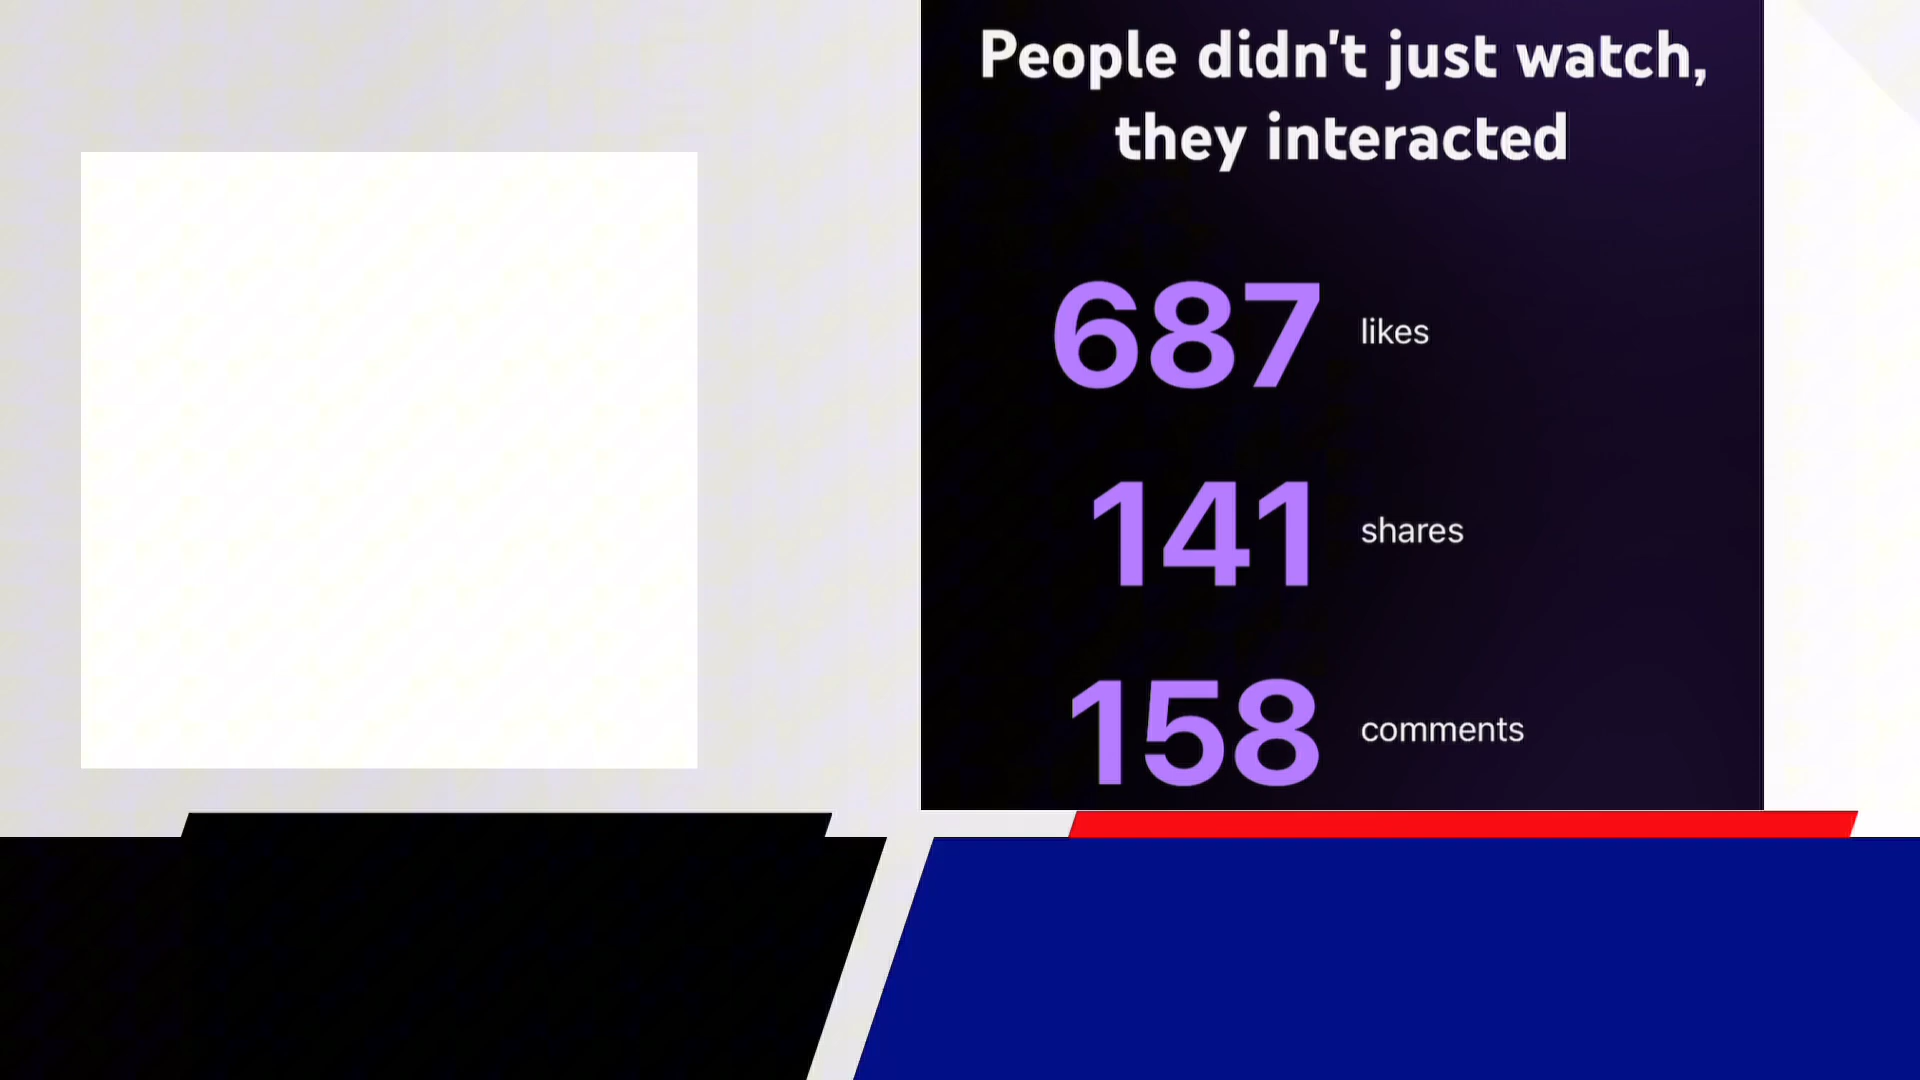 People didn't just watch,
they interacted
687 likes
141 shares
158 comments